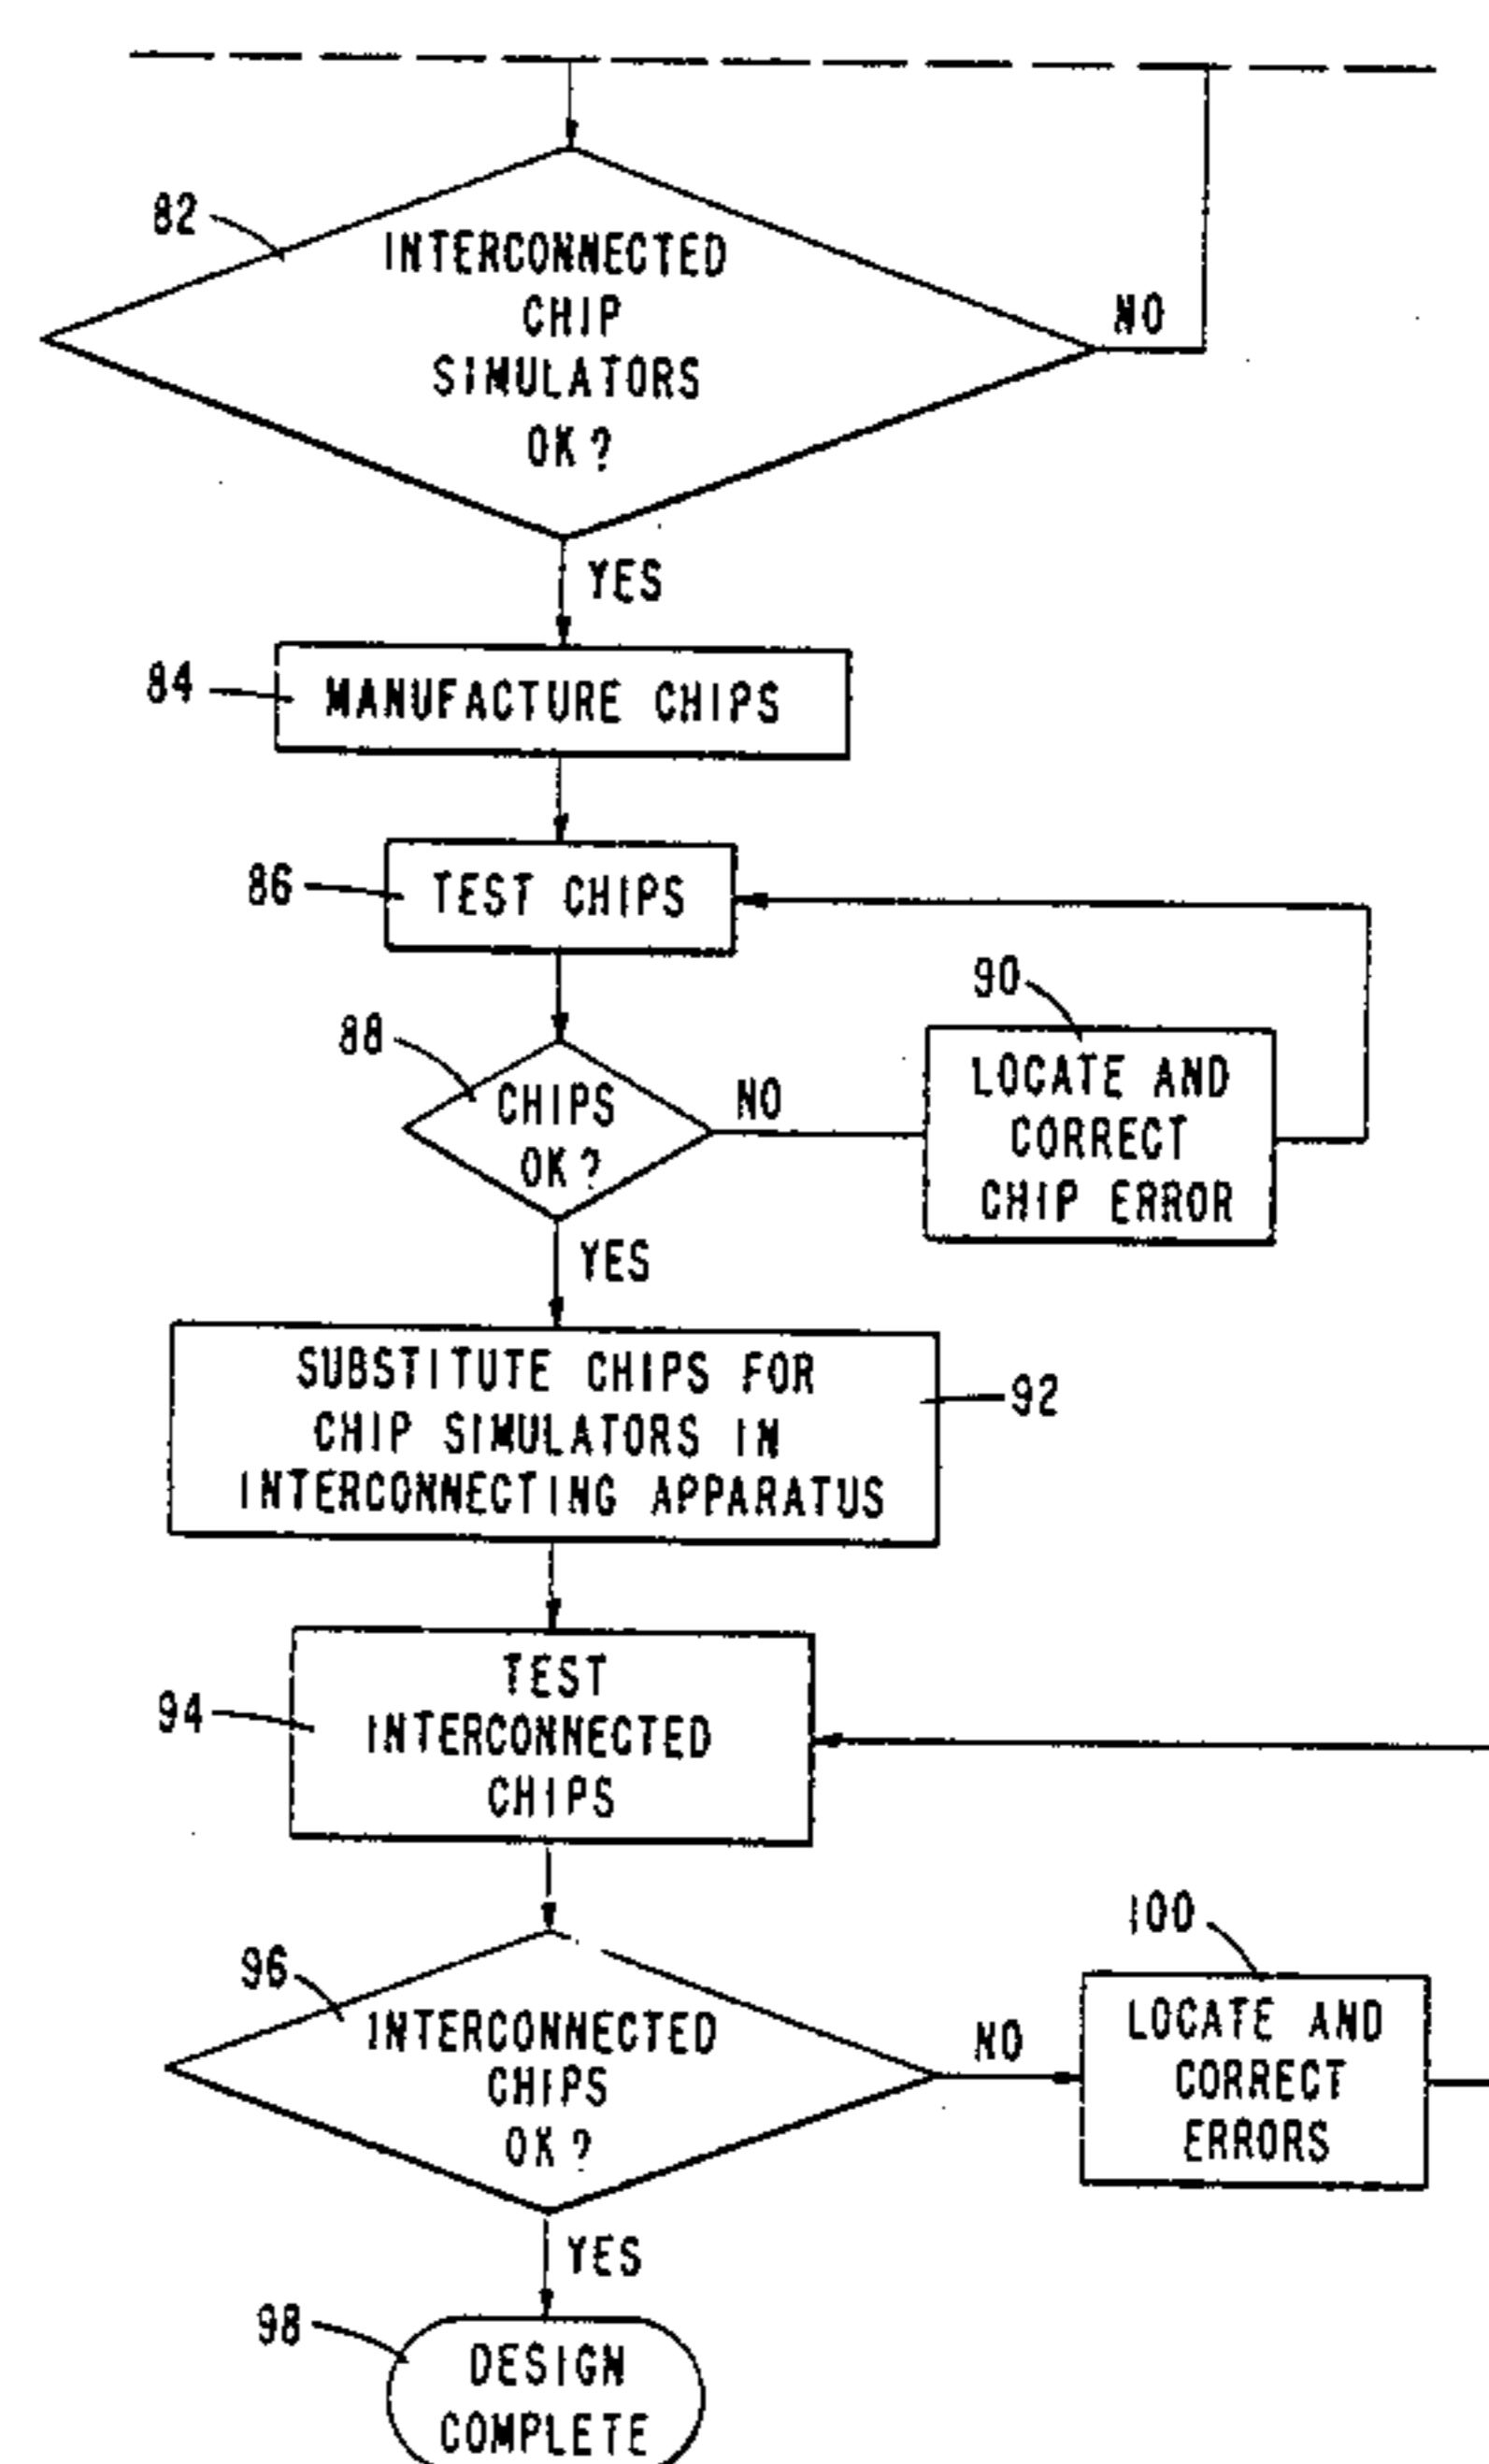 82
INTERCONNECTED
CHIP
SIMULATORS
OK?
NO
YES
84
MANUFACTURE CHIPS
86
TEST CHIPS
88
CHIPS
OK?
NO
90
LOCATE AND
CORRECT
CHIP ERROR
YES
SUBSTITUTE CHIPS FOR
CHIP SIMULATORS IN
INTERCONNECTING APPARATUS
92
94
TEST
INTERCONNECTED
CHIPS
96
INTERCONNECTED
CHIPS
OK?
NO
100
LOCATE AND
CORRECT
ERRORS
YES
98
DESIGN
COMPLETE